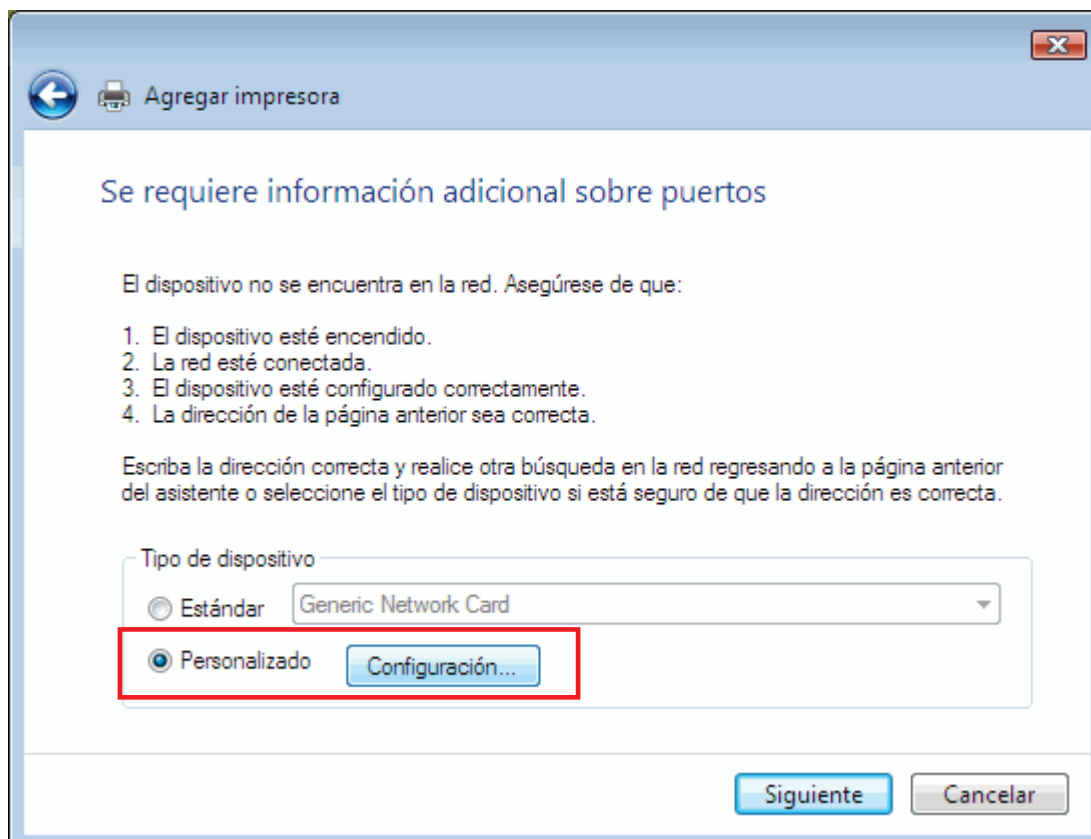 Agregar impresora
Se requiere información adicional sobre puertos
El dispositivo no se encuentra en la red. Asegúrese de que:
1. El dispositivo esté encendido.
2. La red esté conectada.
3. El dispositivo esté configurado correctamente.
4. La dirección de la página anterior sea correcta.
Escriba la dirección correcta y realice otra búsqueda en la red regresando a la página anterior
del asistente o seleccione el tipo de dispositivo si está seguro de que la dirección es correcta.
Tipo de dispositivo
Estándar Generic Network Card
Personalizado Configuración...
Siguiente Cancelar